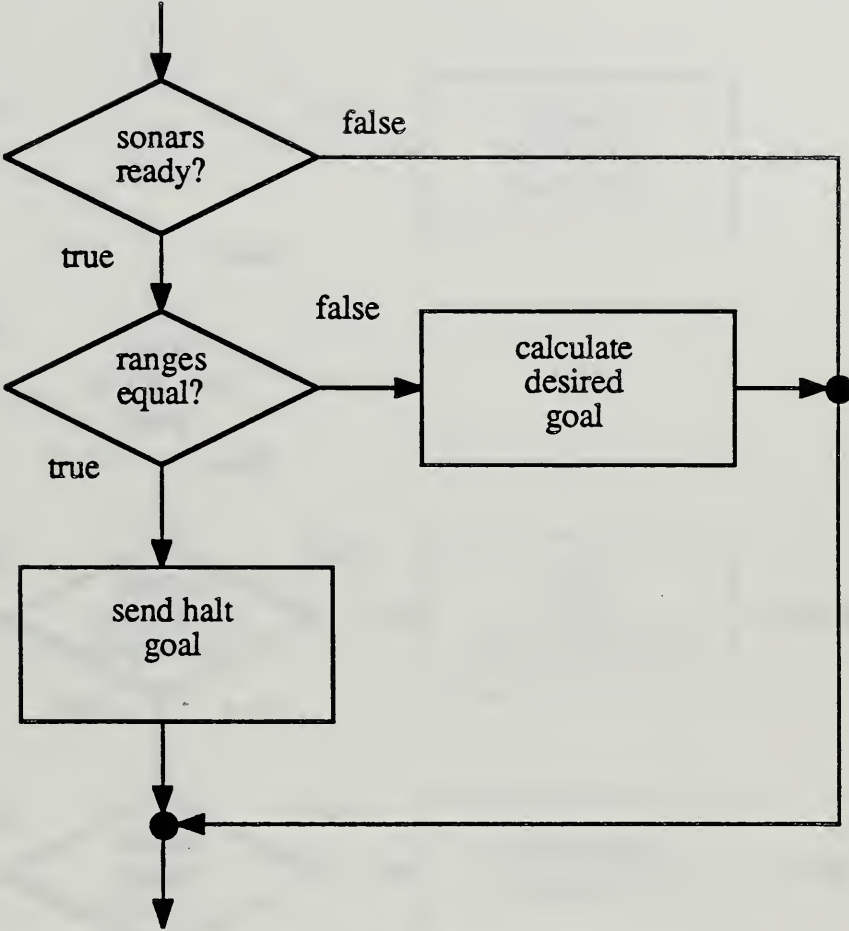 sonars
ready?
false
true
ranges
equal?
false
calculate
desired
goal
true
send halt
goal